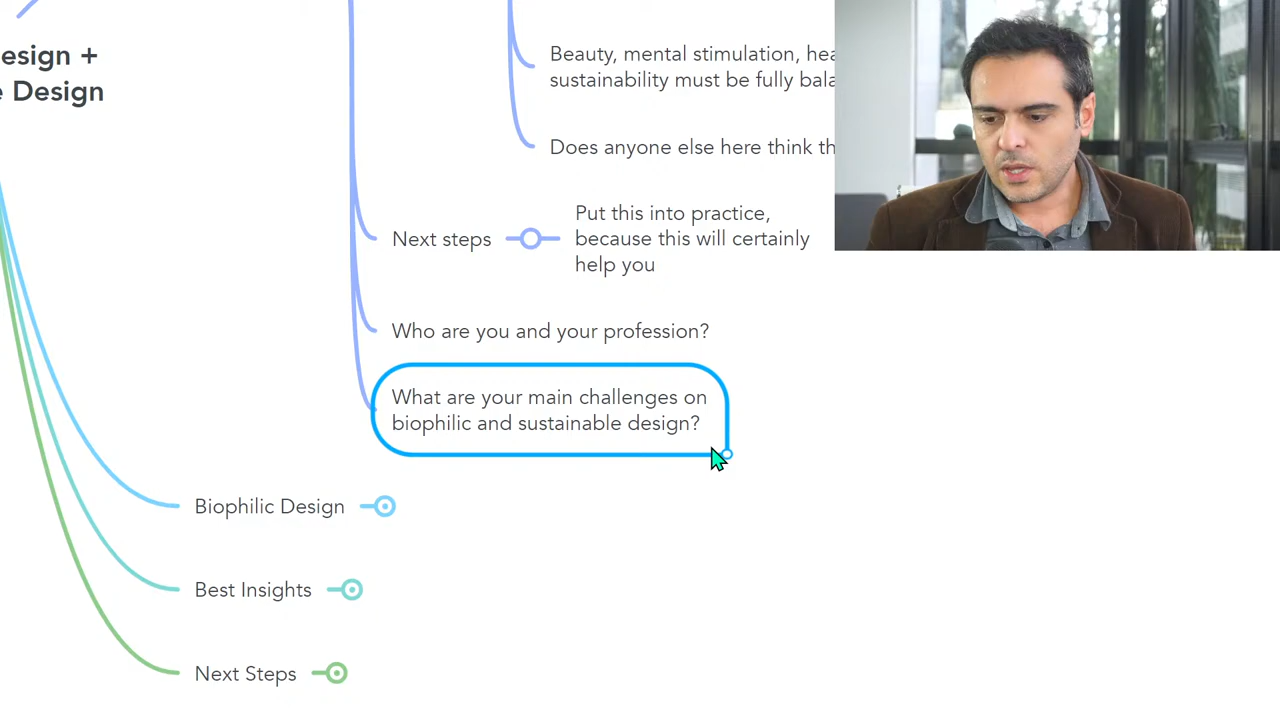 esign +
e Design
Beauty, mental stimulation, hea
sustainability must be fully bala
Does anyone else here think th
Next steps
Put this into practice,
because this will certainly
help you
Who are you and your profession?
What are your main challenges on
biophilic and sustainable design?
Biophilic Design
Best Insights
Next Steps